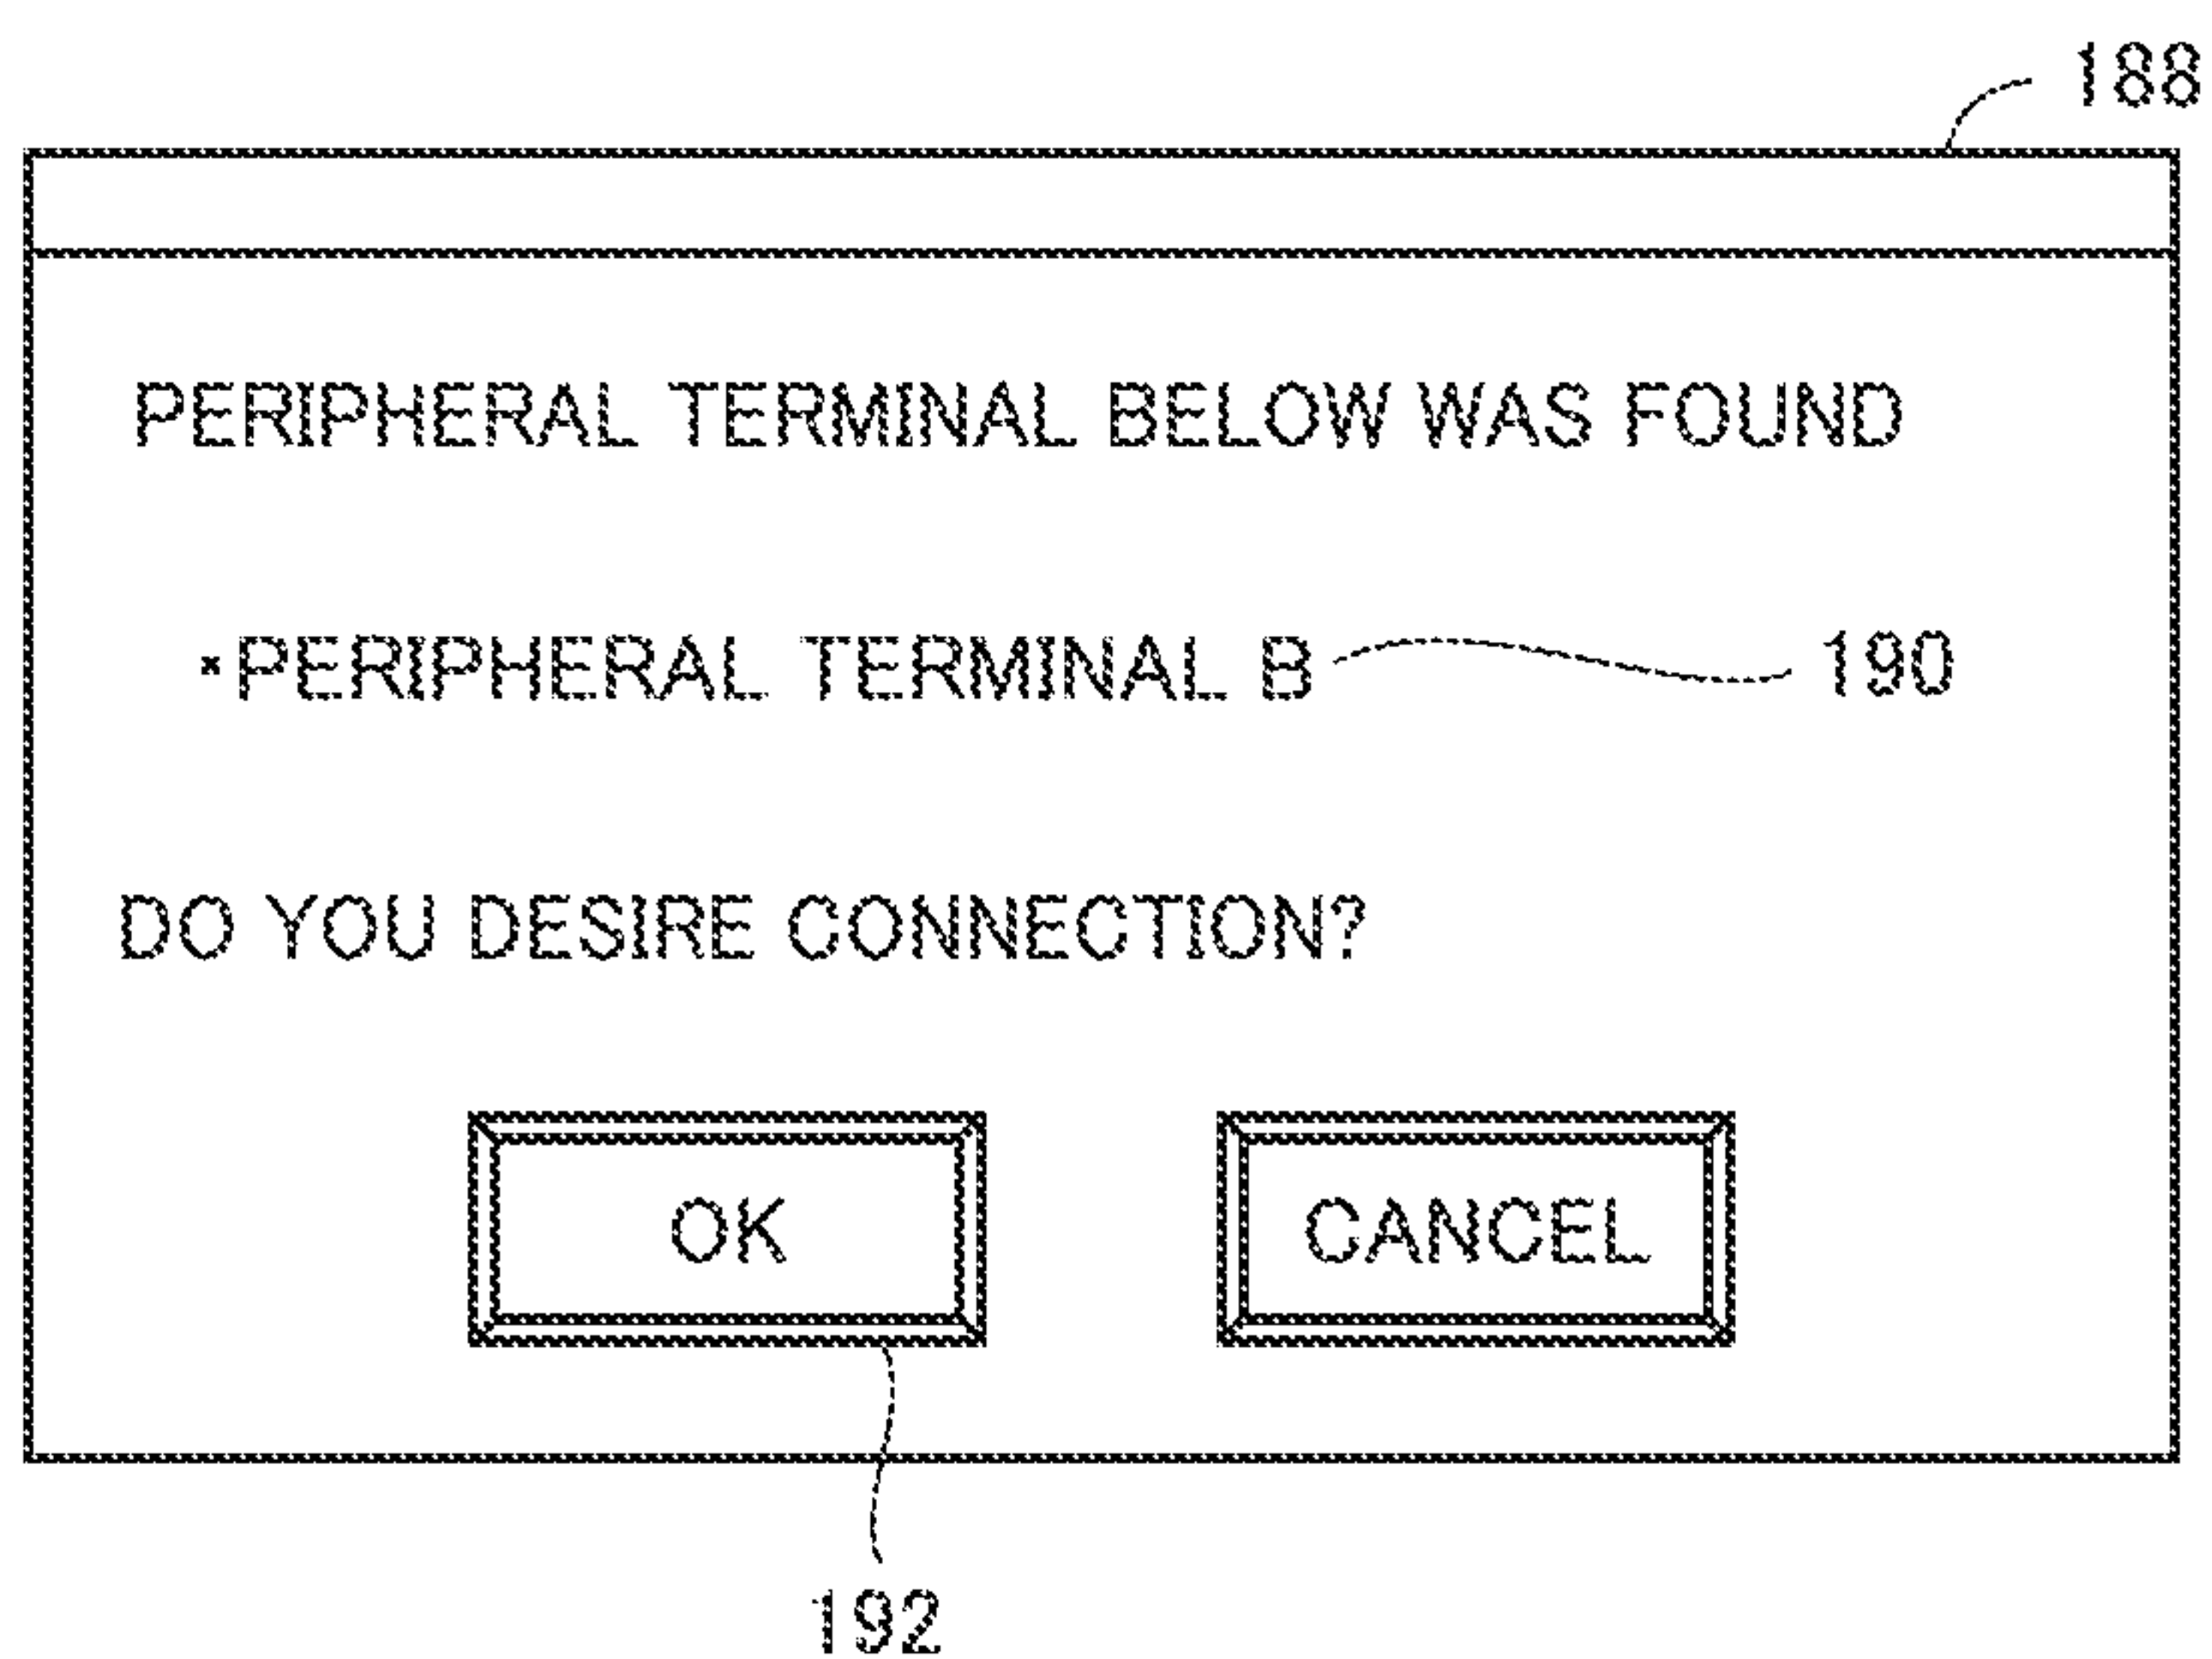 188
PERIPHERAL TERMINAL BELOW WAS FOUND
・PERIPHERAL TERMINAL B 190
DO YOU DESIRE CONNECTION?
OK CANCEL
192